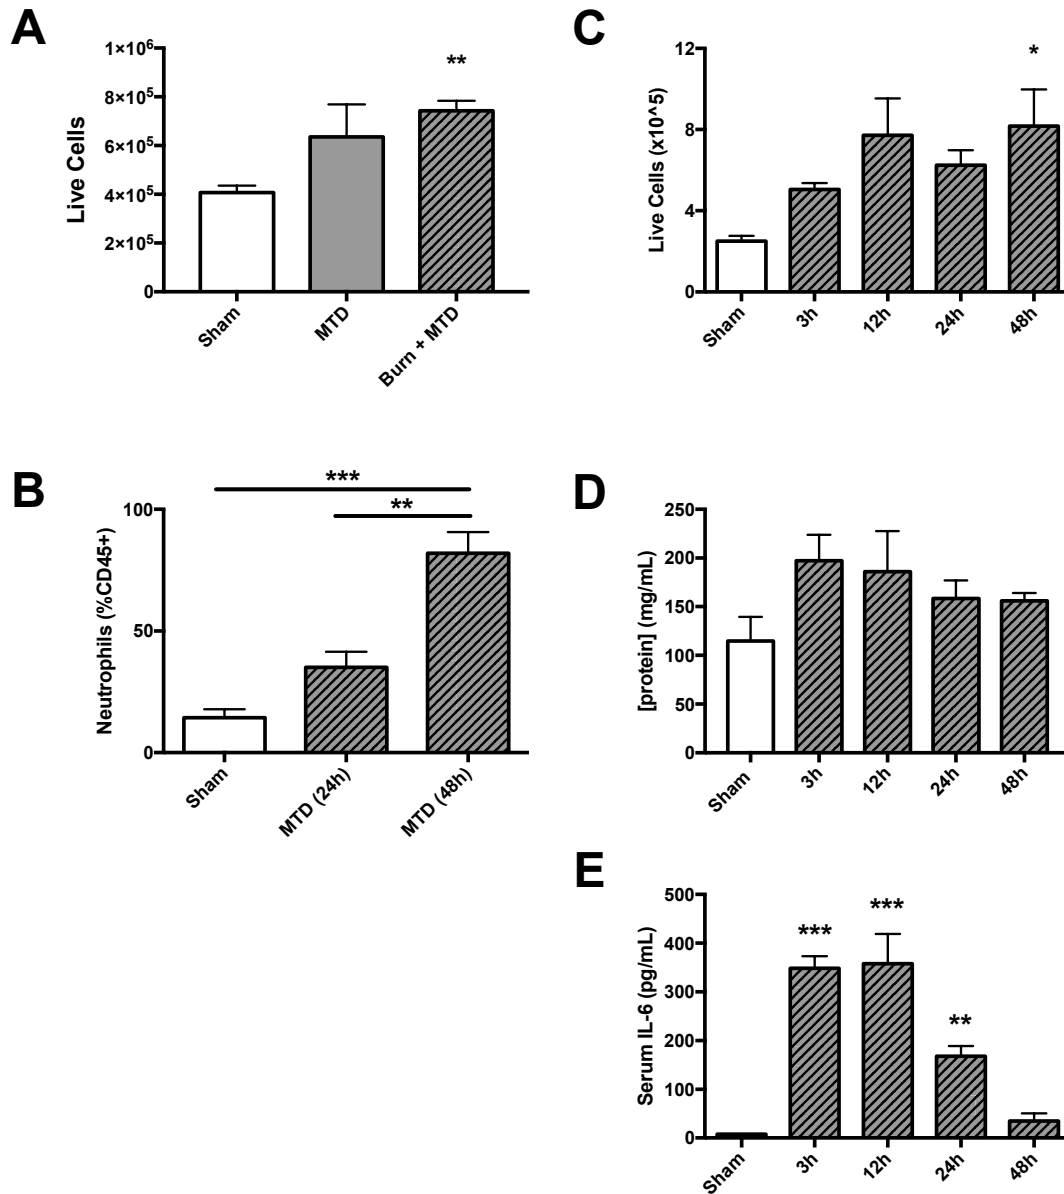 A
Live Cells
1×10⁶
8×10⁵
6×10⁵
4×10⁵
2×10⁵
0
**
Sham
MTD
Burn + MTD
B
Neutrophils (%CD45+)
100
50
0
***
**
Sham
MTD (24h)
MTD (48h)
C
Live Cells (x10^5)
12
8
4
0
*
Sham
3h
12h
24h
48h
D
[protein] (mg/mL)
250
200
150
100
50
0
Sham
3h
12h
24h
48h
E
Serum IL-6 (pg/mL)
500
400
300
200
100
0
***
***
**
Sham
3h
12h
24h
48h